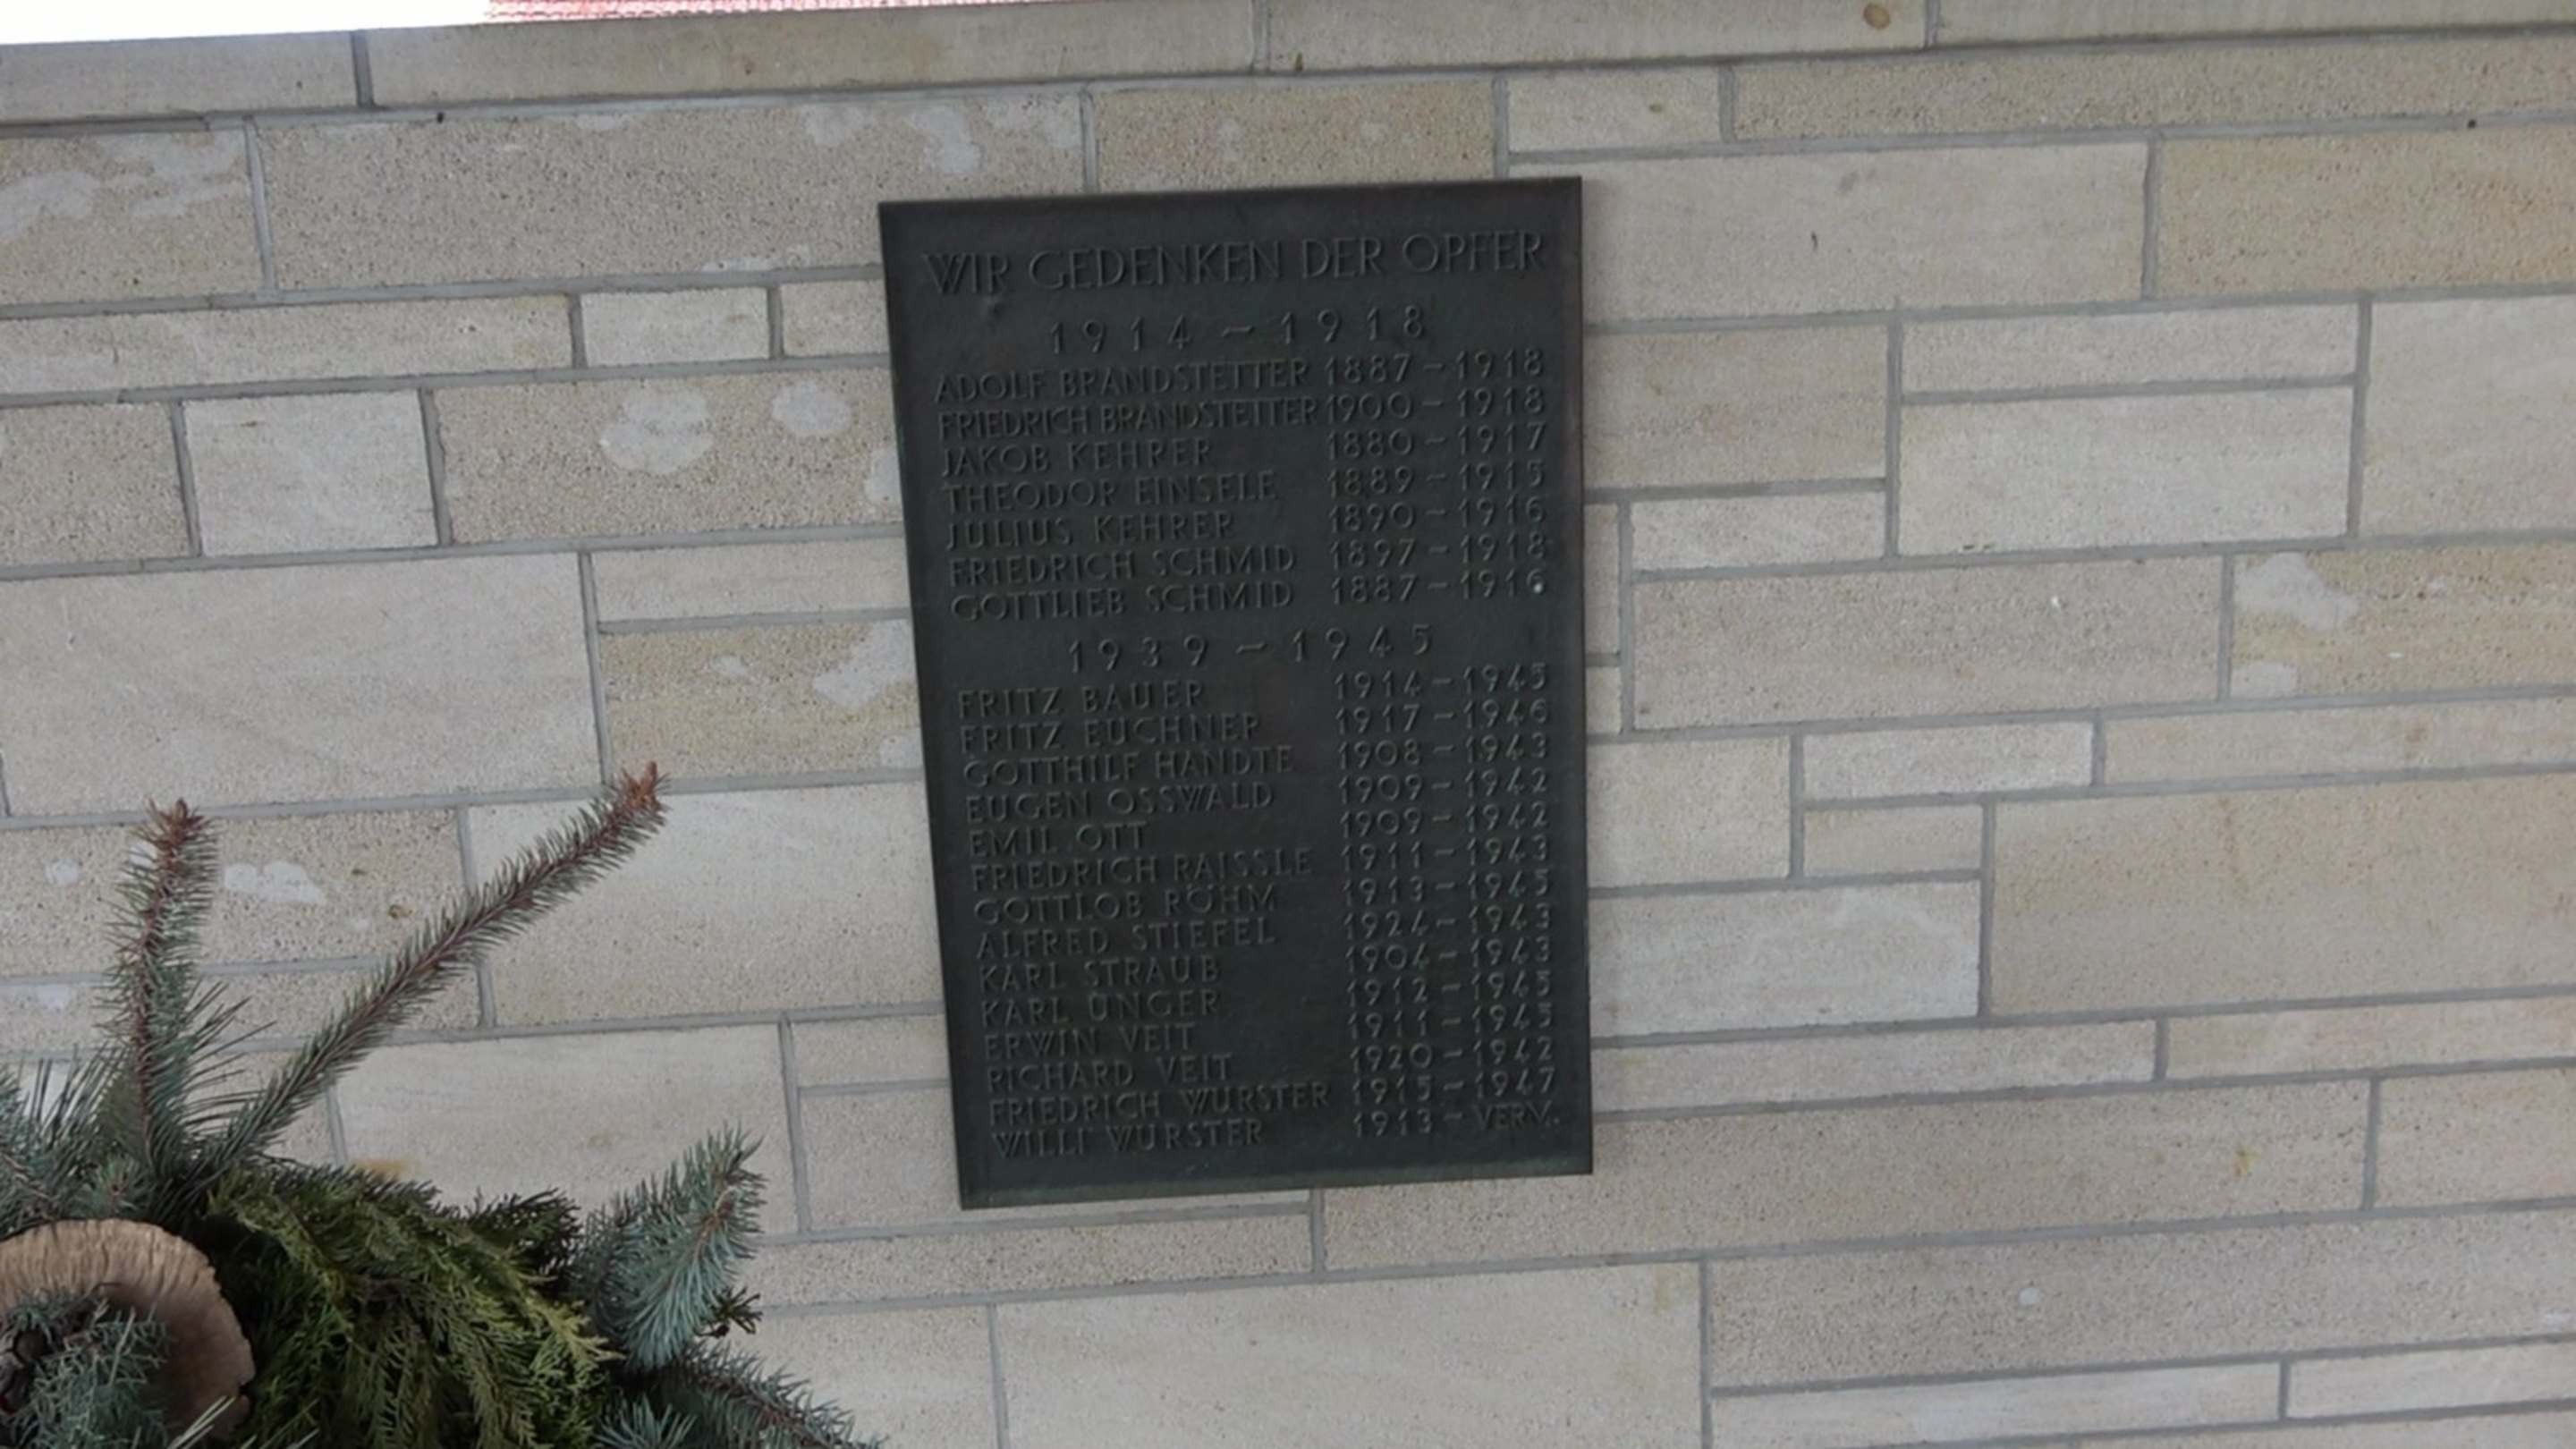 WIR GEDENKEN DER OPFER
1914 – 1918
ADOLF BRANDSTETTER 1887 – 1918
FRIEDRICH BRANDSTETTER 1900 – 1918
JAKOB KEHRER 1880 – 1917
THEODOR EINSELE 1889 – 1915
JULIUS KEHRER 1890 – 1916
FRIEDRICH SCHMID 1897 – 1918
GOTTLIEB SCHMID 1887 – 1916
1939 – 1945
FRITZ BAUER 1914 – 1945
FRITZ EUCHNER 1917 – 1946
GOTTHILF HANDTE 1908 – 1943
EUGEN OSSWALD 1909 – 1942
EMIL OTT 1909 – 1942
FRIEDRICH RAISSLE 1911 – 1943
GOTTLOB RÖHM 1913 – 1945
ALFRED STIEFEL 1924 – 1943
KARL STRAUB 1904 – 1943
KARL UNGER 1912 – 1945
ERWIN VEIT 1911 – 1945
RICHARD VEIT 1920 – 1942
FRIEDRICH WURSTER 1915 – 1947
WILLI WURSTER 1913 – VERM.